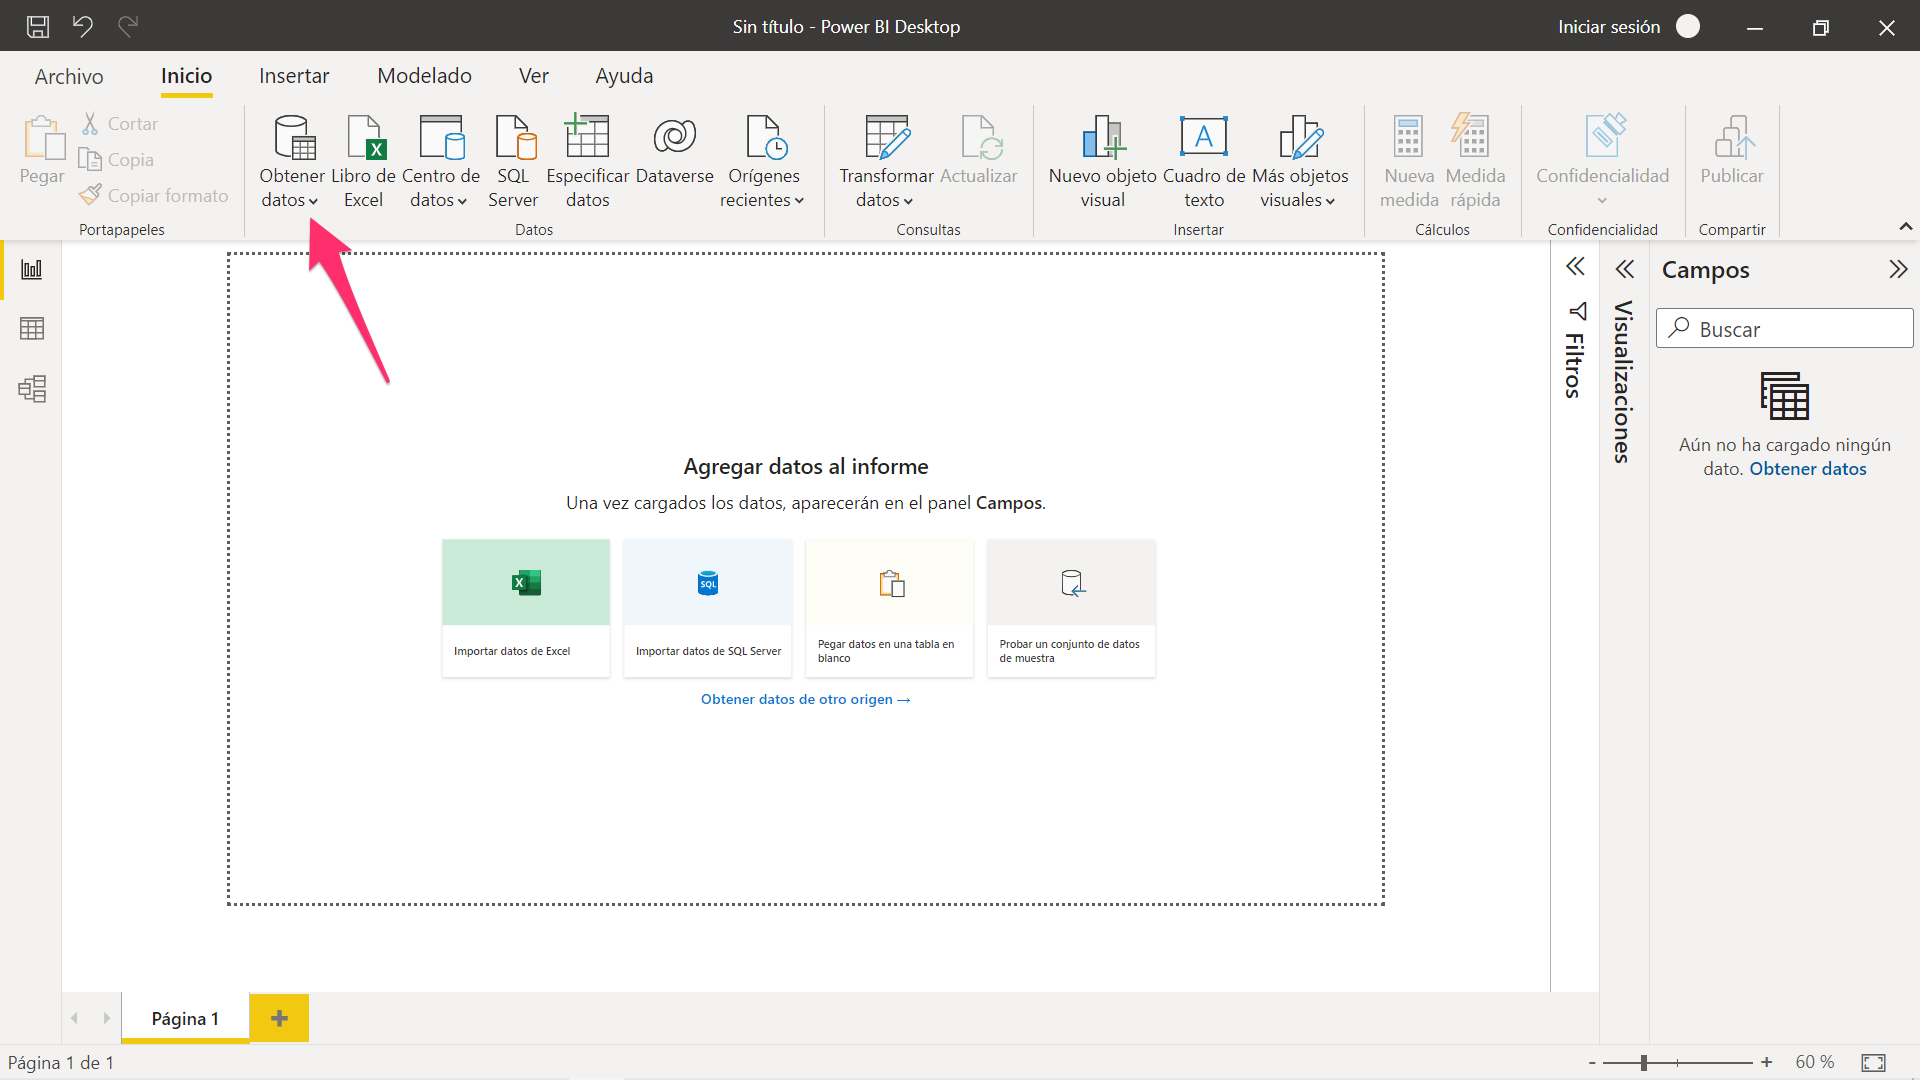 Sin título - Power BI Desktop
Iniciar sesión
Archivo
Inicio
Insertar
Modelado
Ver
Ayuda
Pegar
Cortar
Copia
Copiar formato
Portapapeles
Obtener
datos
Libro de
Excel
Centro de
datos
SQL
Server
Especificar
datos
Dataverse
Orígenes
recientes
Datos
Transformar
datos
Actualizar
Consultas
Nuevo objeto
visual
Cuadro de
texto
Más objetos
visuales
Insertar
Nueva
medida
Medida
rápida
Cálculos
Confidencialidad
Confidencialidad
Publicar
Compartir
Filtros
Visualizaciones
Campos
Buscar
Aún no ha cargado ningún
dato. Obtener datos
Agregar datos al informe
Una vez cargados los datos, aparecerán en el panel Campos.
SQL
Importar datos de Excel
Importar datos de SQL Server
Pegar datos en una tabla en
blanco
Probar un conjunto de datos
de muestra
Obtener datos de otro origen →
Página 1
Página 1 de 1
- + 60 %